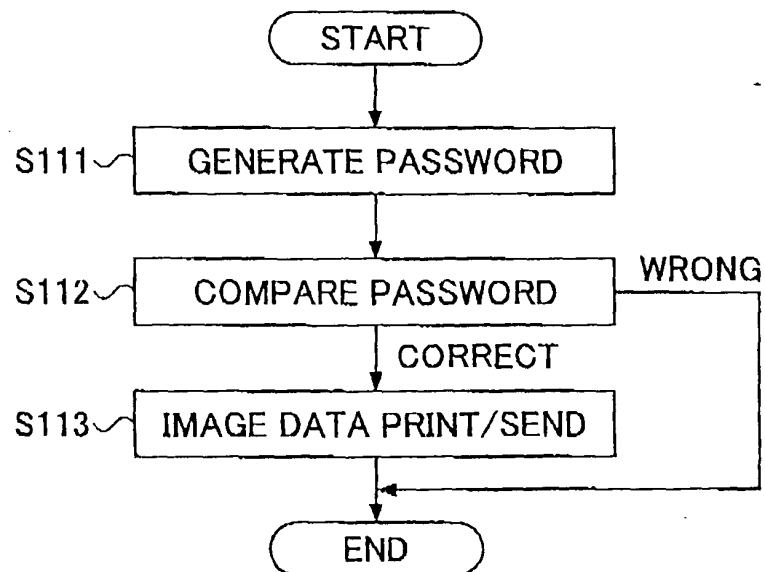 START
S111 GENERATE PASSWORD
S112 COMPARE PASSWORD
WRONG
CORRECT
S113 IMAGE DATA PRINT/SEND
END